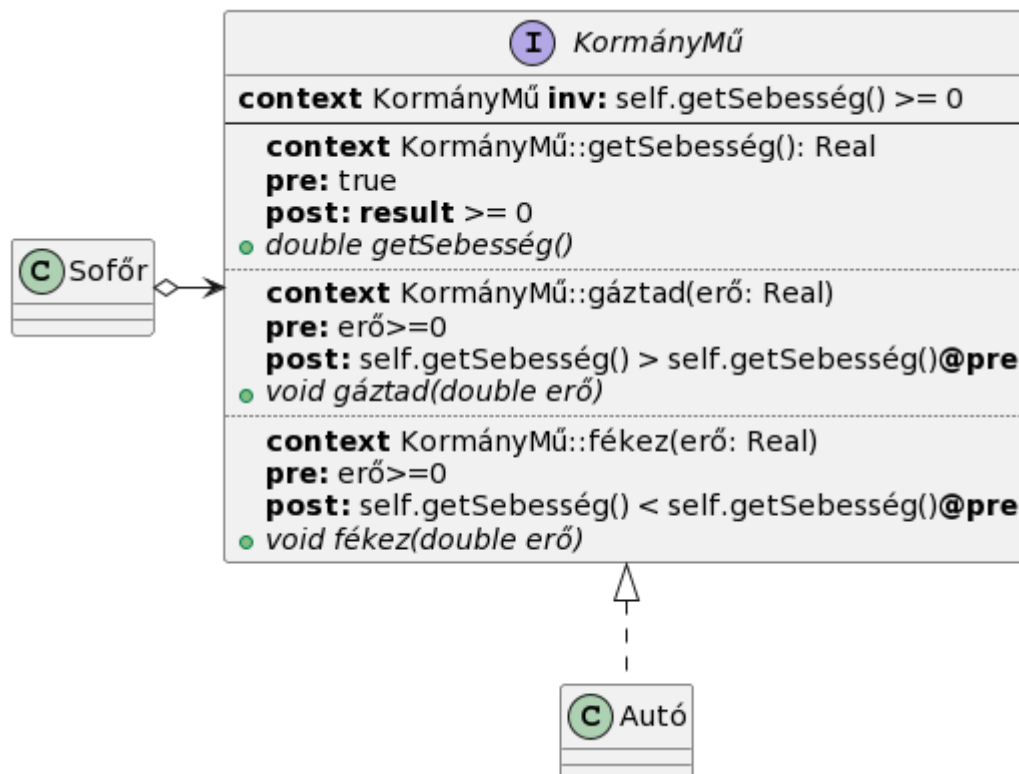 I KormányMű
context KormányMű inv: self.getSebesség() >= 0
context KormányMű::getSebesség(): Real
pre: true
post: result >= 0
double getSebesség()
C Sofőr
context KormányMű::gáztad(erő: Real)
pre: erő>=0
post: self.getSebesség() > self.getSebesség()@pre
void gáztad(double erő)
context KormányMű::fékez(erő: Real)
pre: erő>=0
post: self.getSebesség() < self.getSebesség()@pre
void fékez(double erő)
C Autó